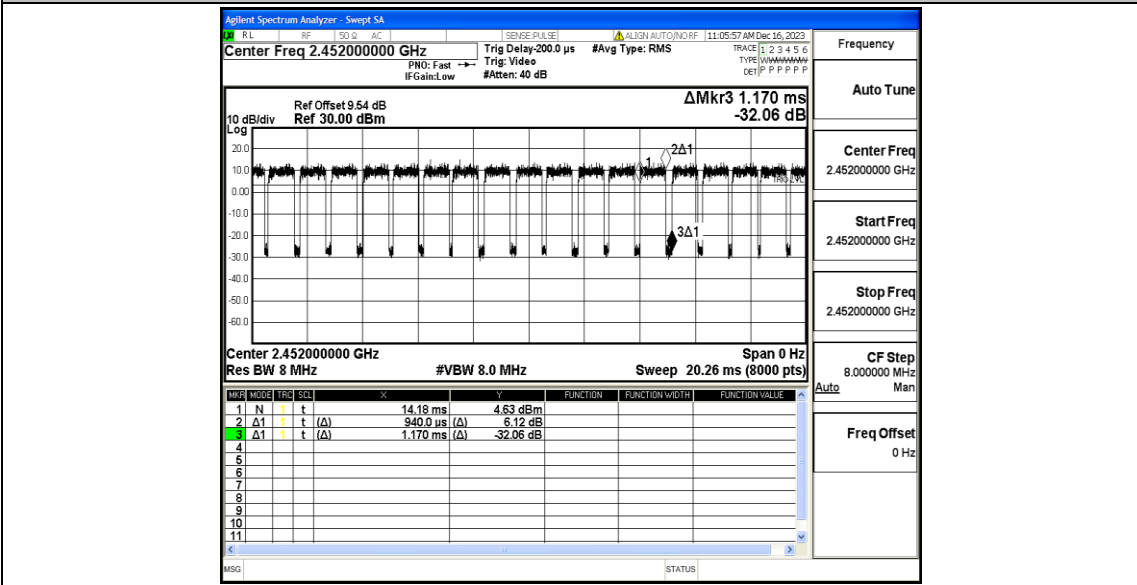 Agilent Spectrum Analyzer - Swept SA
RL RF 50 Ω AC SENSE:PULSE ALIGN AUTO/NO RF 11:05:57 AM Dec 16, 2023
Center Freq 2.452000000 GHz Trig Delay-200.0 µs #Avg Type: RMS TRACE 1 2 3 4 5 6
PNO: Fast Trig: Video TYPE
IFGain:Low #Atten: 40 dB DET P P P P P P
Frequency
Auto Tune
ΔMkr3 1.170 ms
-32.06 dB
Ref Offset 9.54 dB
10 dB/div Ref 30.00 dBm
Log
20.0
10.0
0.00
-10.0
-20.0
-30.0
-40.0
-50.0
-60.0
1
2Δ1
3Δ1
TRIG LVL
Center 2.452000000 GHz Span 0 Hz
Res BW 8 MHz #VBW 8.0 MHz Sweep 20.26 ms (8000 pts)
MKR MODE TRC SCL X Y FUNCTION FUNCTION WIDTH FUNCTION VALUE
1 N 1 t 14.18 ms 4.63 dBm
2 Δ1 1 t (Δ) 940.0 µs (Δ) 6.12 dB
3 Δ1 1 t (Δ) 1.170 ms (Δ) -32.06 dB
4
5
6
7
8
9
10
11
Center Freq
2.452000000 GHz
Start Freq
2.452000000 GHz
Stop Freq
2.452000000 GHz
CF Step
8.000000 MHz
Auto Man
Freq Offset
0 Hz
MSG STATUS